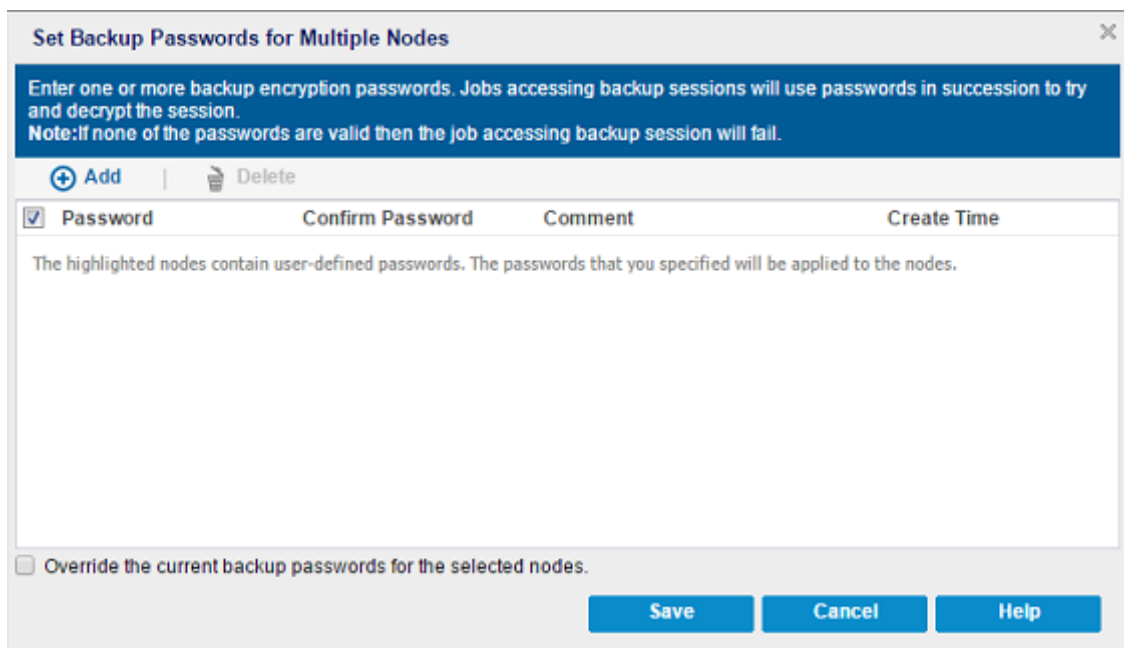 Set Backup Passwords for Multiple Nodes
Enter one or more backup encryption passwords. Jobs accessing backup sessions will use passwords in succession to try
and decrypt the session.
Note:If none of the passwords are valid then the job accessing backup session will fail.
Add | Delete
Password Confirm Password Comment Create Time
The highlighted nodes contain user-defined passwords. The passwords that you specified will be applied to the nodes.
Override the current backup passwords for the selected nodes.
Save Cancel Help